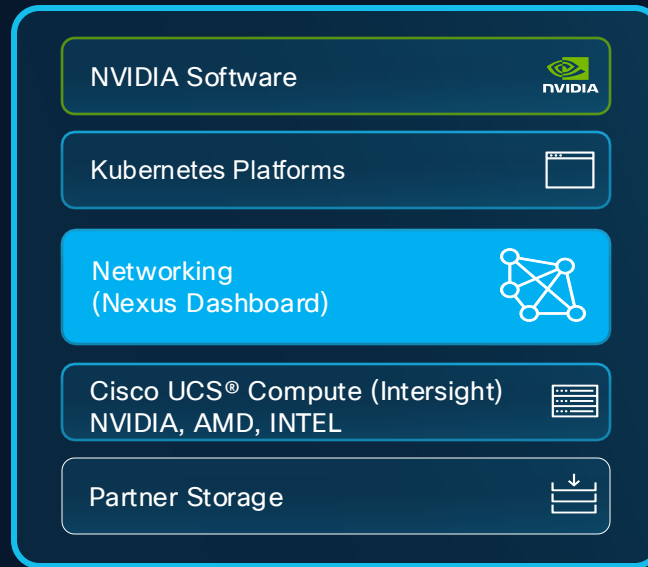 NVIDIA Software
NVIDIA
Kubernetes Platforms
Networking
(Nexus Dashboard)
Cisco UCS® Compute (Intersight)
NVIDIA, AMD, INTEL
Partner Storage